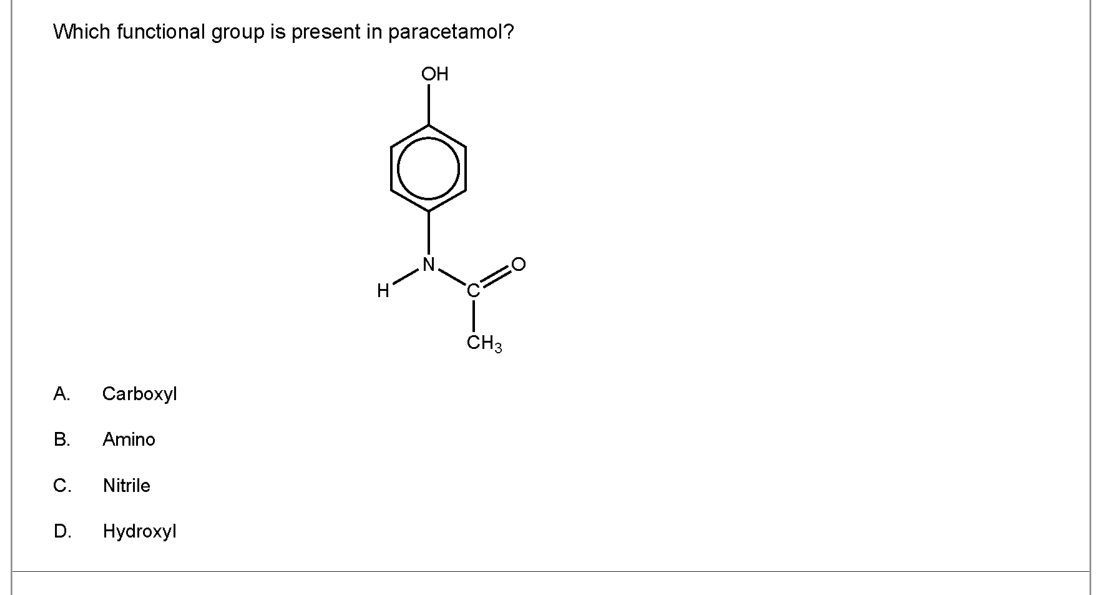 Which functional group is present in paracetamol?
OH
N
O
H
C
CH3
A. Carboxyl
B. Amino
C. Nitrile
D. Hydroxyl